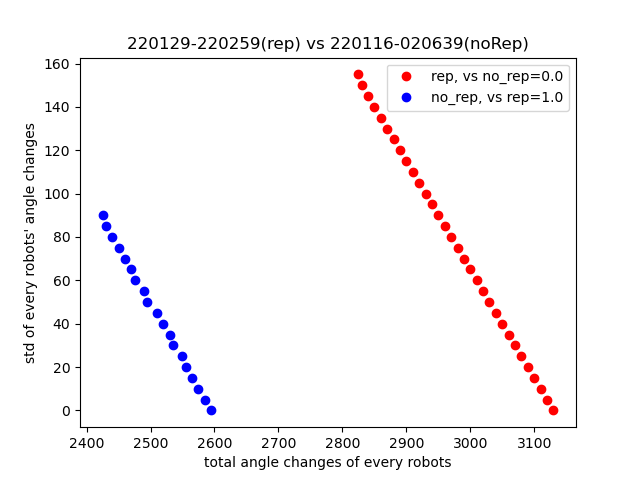 220129-220259(rep) vs 220116-020639(noRep)
rep, vs no_rep=0.0
no_rep, vs rep=1.0
std of every robots' angle changes
160
140
120
100
80
60
40
20
0
2400 2500 2600 2700 2800 2900 3000 3100
total angle changes of every robots